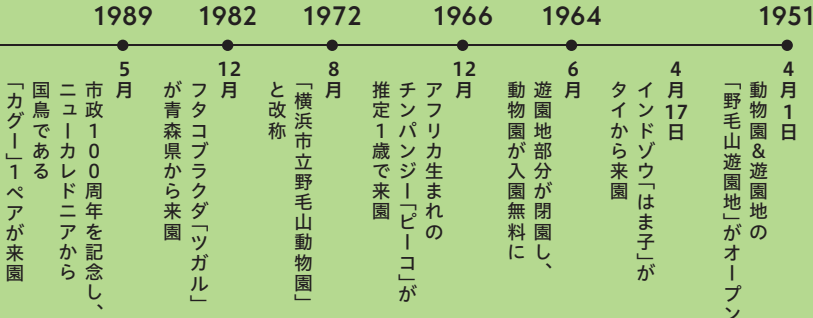 1951
4月1日
動物園&遊園地の
「野毛山遊園地」がオープン
1964
4月17日
インドゾウ「はま子」が
タイから来園
6月
遊園地部分が閉園し、
動物園が入園無料に
1966
12月
アフリカ生まれの
チンパンジー「ピーコ」が
推定1歳で来園
1972
8月
「横浜市立野毛山動物園」
と改称
1982
12月
フタコブラクダ「ツガル」
が青森県から来園
1989
5月
市政100周年を記念し、
ニューカレドニアから
国鳥である
「カグー」1ペアが来園